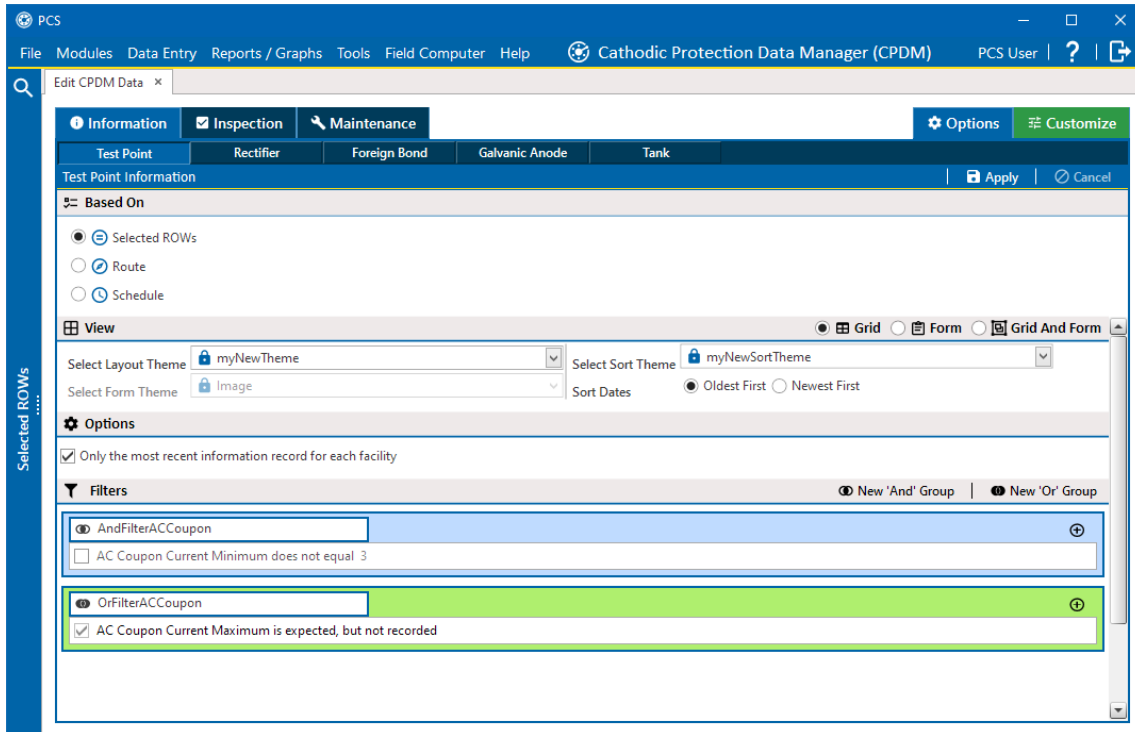 PCS
File Modules Data Entry Reports / Graphs Tools Field Computer Help Cathodic Protection Data Manager (CPDM) PCS User | ? |
Edit CPDM Data ×
Information Inspection Maintenance Options Customize
Test Point Rectifier Foreign Bond Galvanic Anode Tank
Test Point Information | Apply | Cancel
Based On
Selected ROWs
Route
Schedule
View Grid Form Grid And Form
Select Layout Theme myNewTheme Select Sort Theme myNewSortTheme
Select Form Theme Image Sort Dates Oldest First Newest First
Options
Only the most recent information record for each facility
Filters New 'And' Group | New 'Or' Group
AndFilterACCoupon
AC Coupon Current Minimum does not equal 3
OrFilterACCoupon
AC Coupon Current Maximum is expected, but not recorded
Selected ROWs